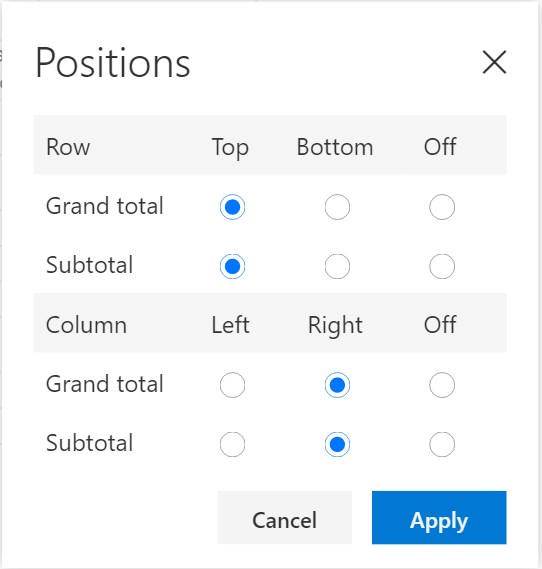 Positions
Row Top Bottom Off
Grand total
Subtotal
Column Left Right Off
Grand total
Subtotal
Cancel Apply